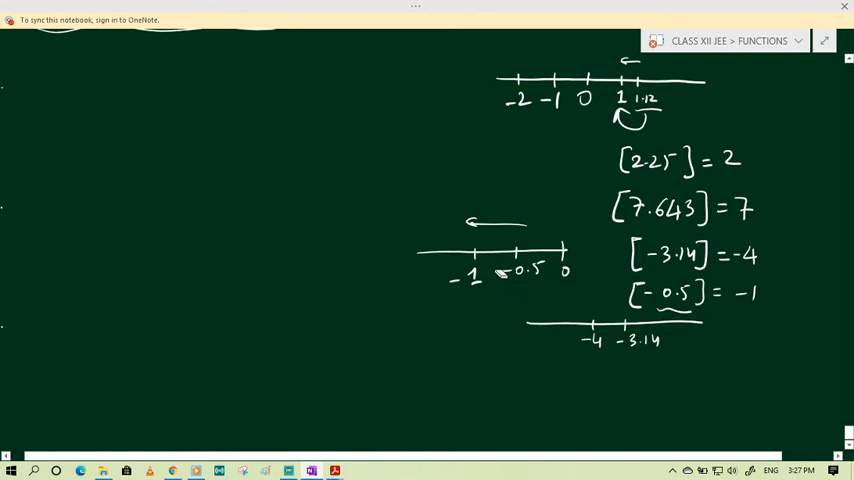 To sync this notebook, sign in to OneNote.
CLASS XII JEE > FUNCTIONS
-2 -1 0 1 1.12
[2.25] = 2
[7.643] = 7
[-3.14] = -4
-1 -0.5 0
[-0.5] = -1
-4 -3.14
ENG 3:27 PM